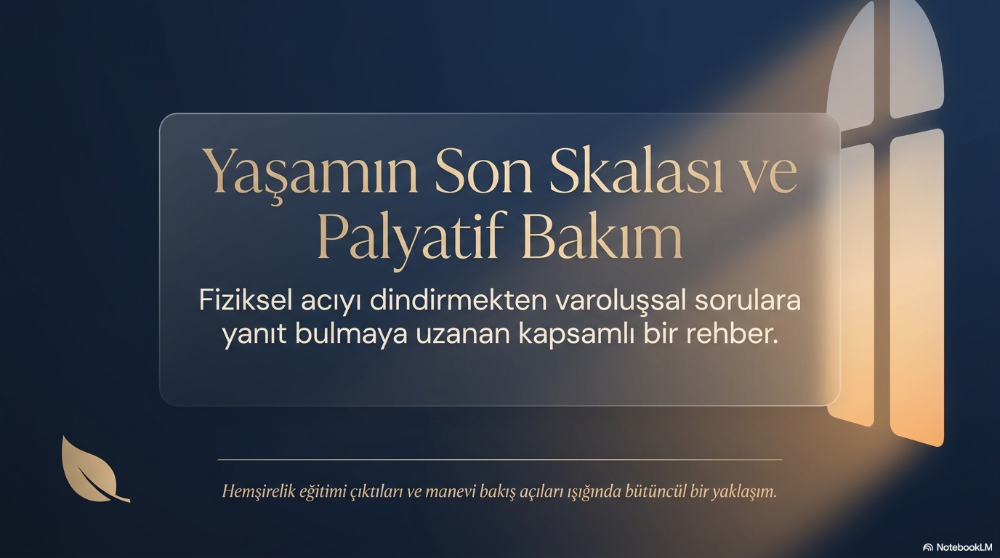 Yaşamın Son Skalası ve
Palyatif Bakım
Fiziksel acıyı dindirmekten varoluşsal sorulara
yanıt bulmaya uzanan kapsamlı bir rehber.
Hemşirelik eğitimi çıktıları ve manevi bakış açıları ışığında bütüncül bir yaklaşım.
NotebookLM